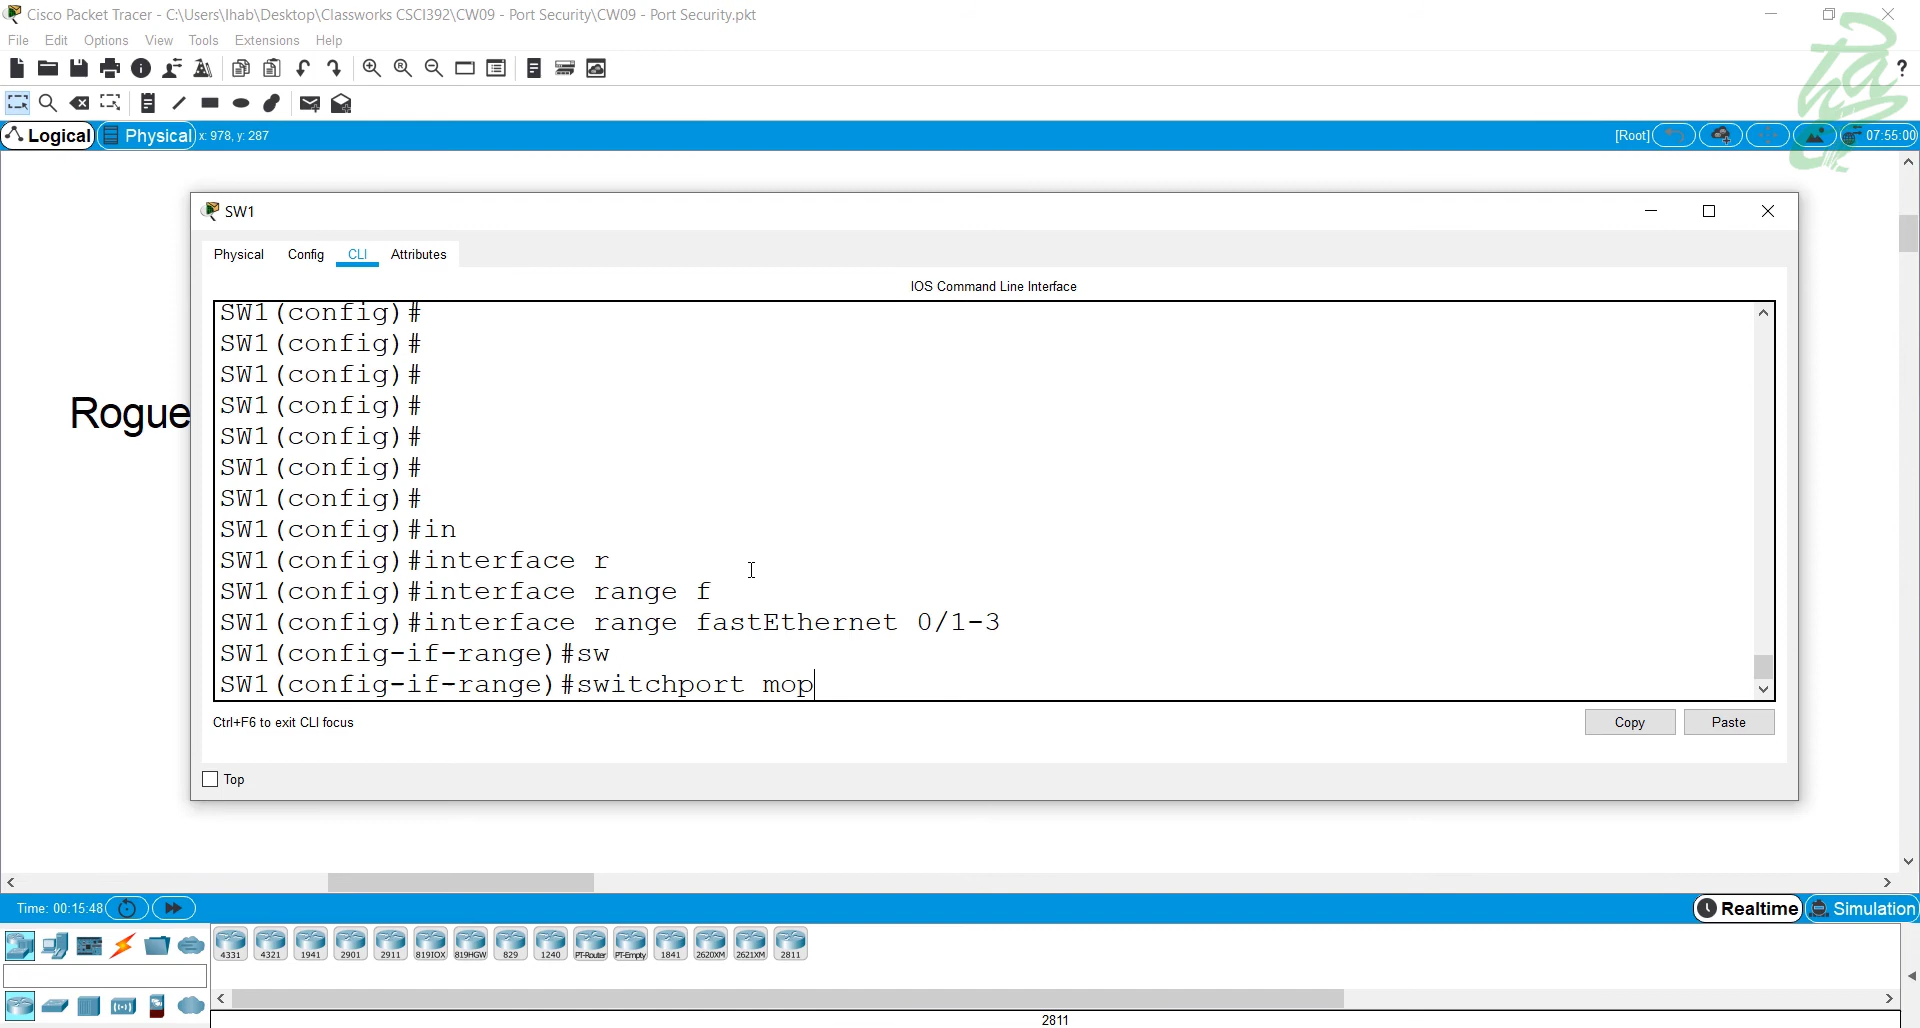 Cisco Packet Tracer - C:\Users\Ihab\Desktop\Classworks CSCI392\CW09 - Port Security\CW09 - Port Security.pkt
File Edit Options View Tools Extensions Help
?
Logical Physical x: 978, y: 287 [Root] 07:55:00
SW1
Physical Config CLI Attributes
IOS Command Line Interface
SW1(config)#
SW1(config)#
SW1(config)#
SW1(config)#
Rogue
SW1(config)#
SW1(config)#
SW1(config)#
SW1(config)#in
SW1(config)#interface r
SW1(config)#interface range f
SW1(config)#interface range fastEthernet 0/1-3
SW1(config-if-range)#sw
SW1(config-if-range)#switchport mop
Ctrl+F6 to exit CLI focus Copy Paste
Top
Time: 00:15:48 Realtime Simulation
4331 4321 1941 2901 2911 819IOX 819HGW 829 1240 PT-Router PT-Empty 1841 2620XM 2621XM 2811
2811